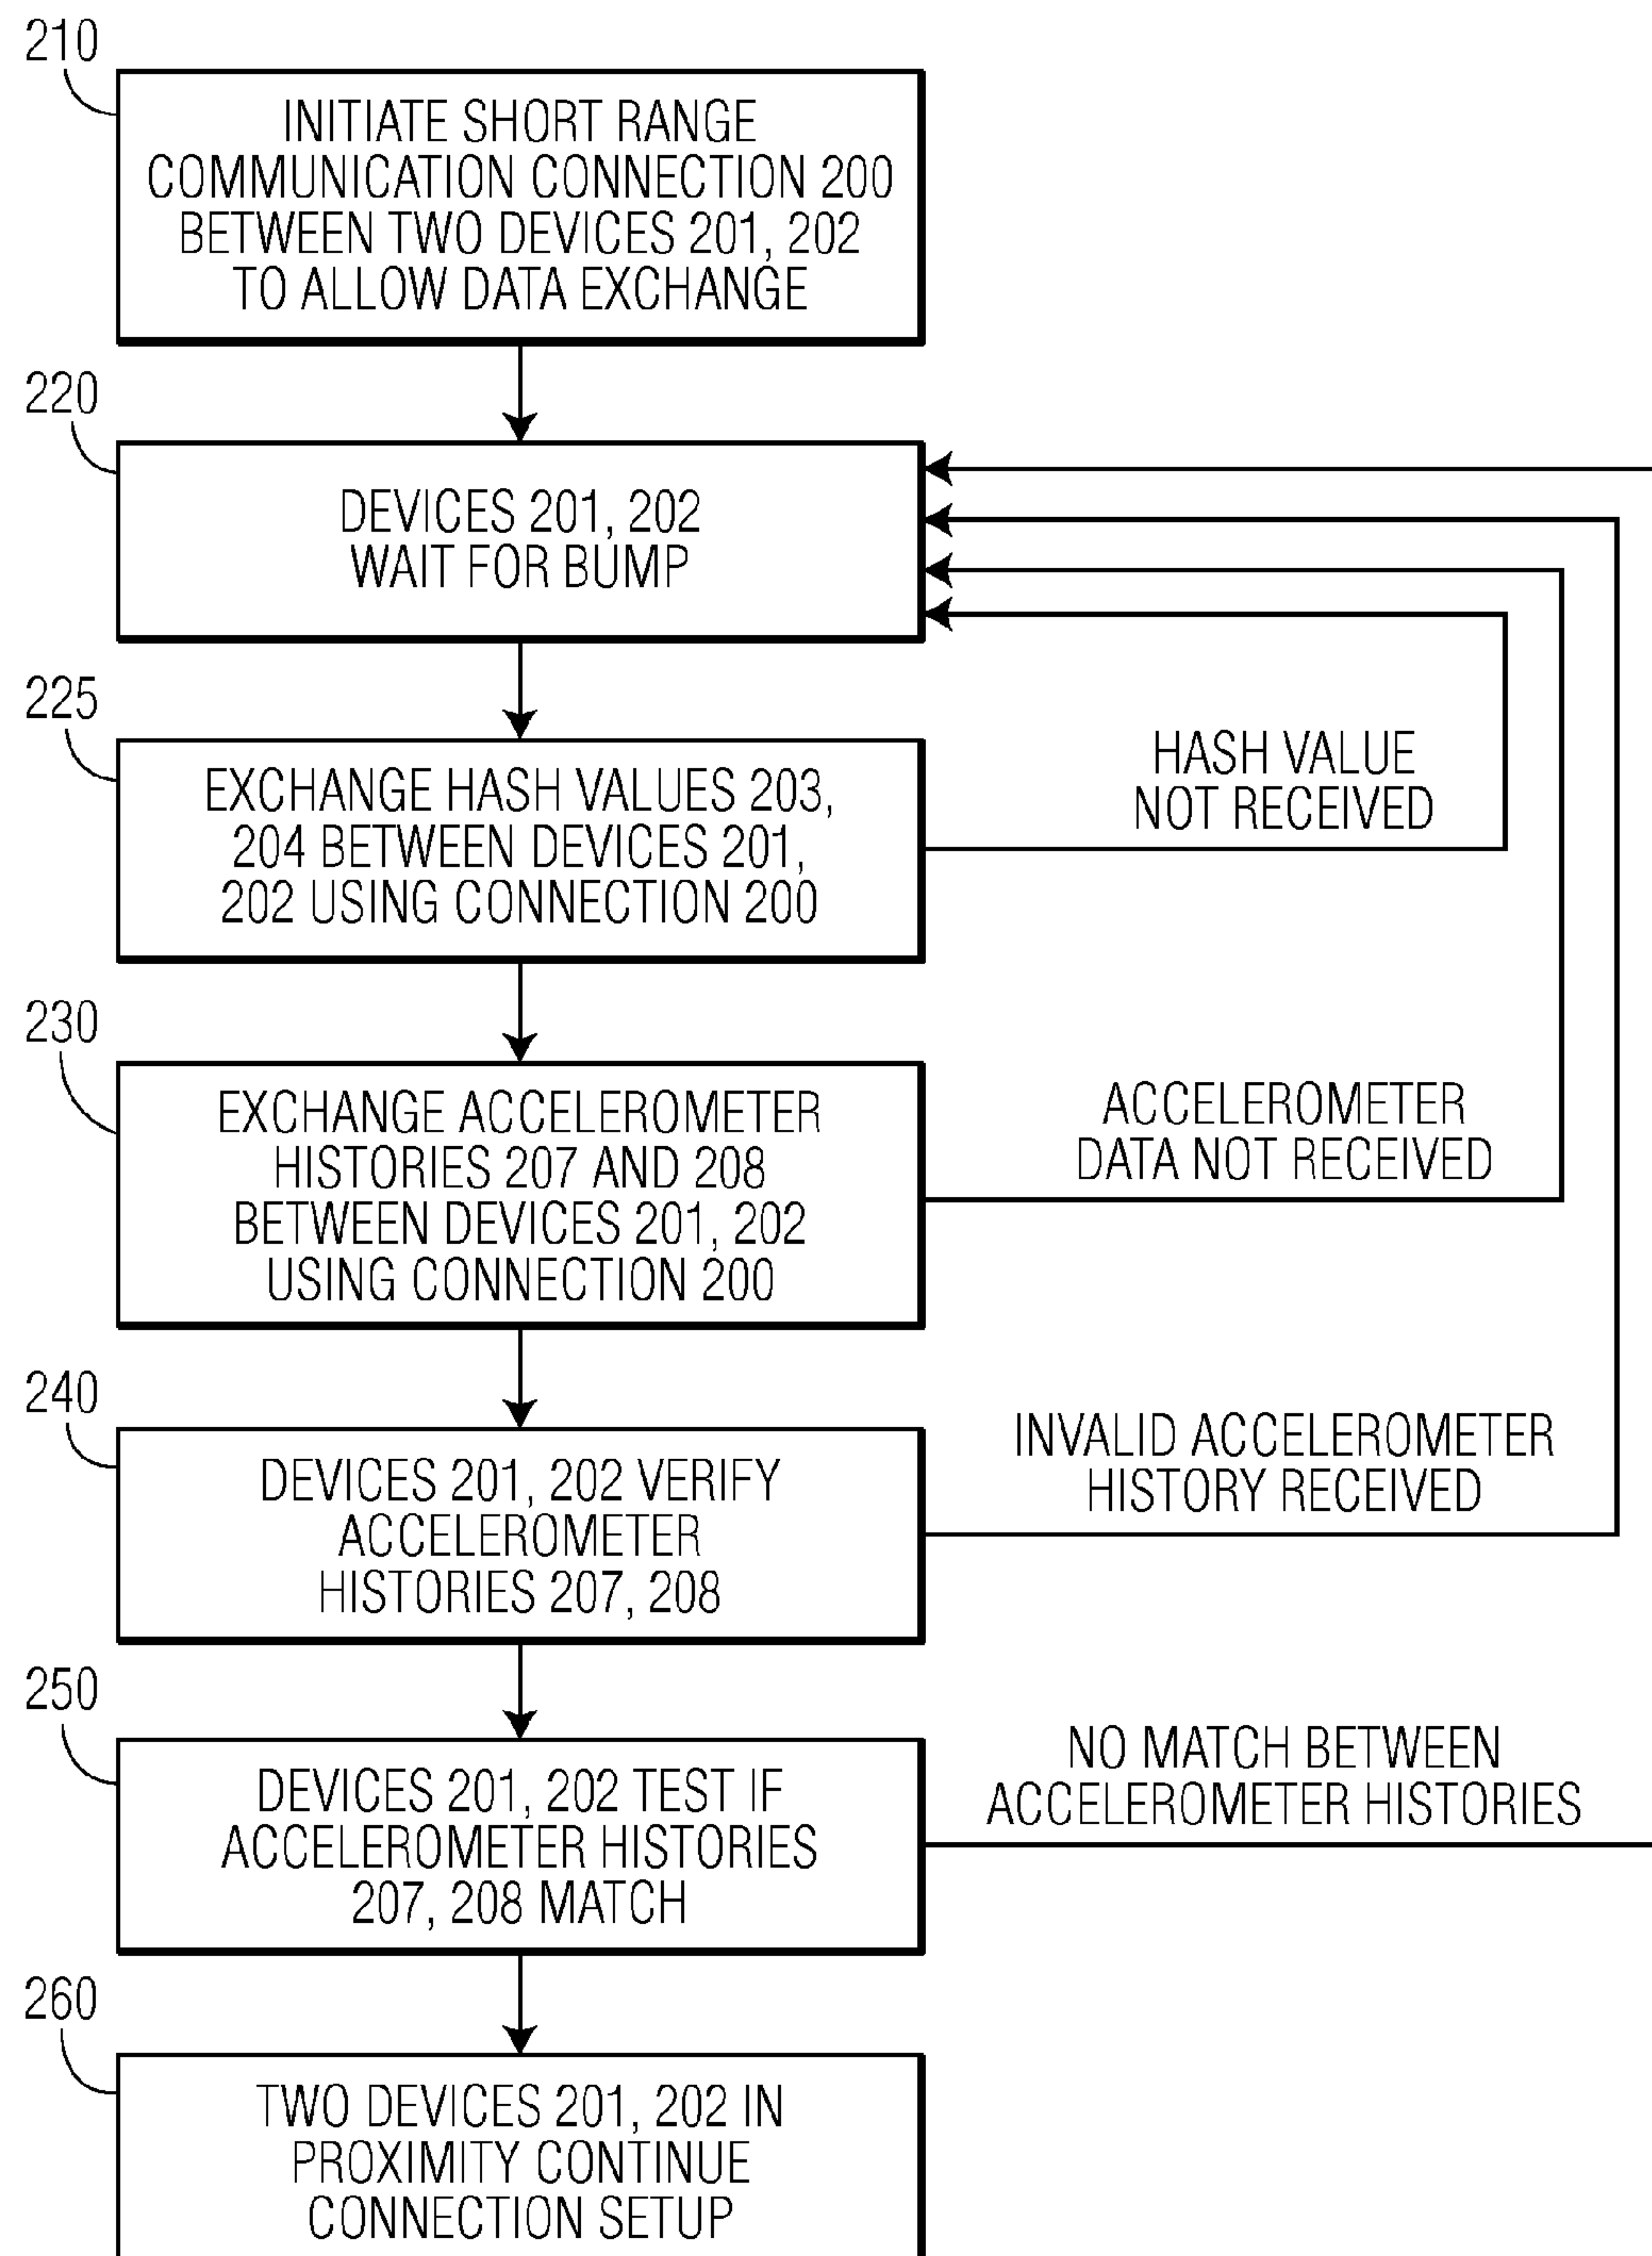 210
INITIATE SHORT RANGE
COMMUNICATION CONNECTION 200
BETWEEN TWO DEVICES 201, 202
TO ALLOW DATA EXCHANGE
220
DEVICES 201, 202
WAIT FOR BUMP
225
EXCHANGE HASH VALUES 203,
204 BETWEEN DEVICES 201,
202 USING CONNECTION 200
HASH VALUE
NOT RECEIVED
230
EXCHANGE ACCELEROMETER
HISTORIES 207 AND 208
BETWEEN DEVICES 201, 202
USING CONNECTION 200
ACCELEROMETER
DATA NOT RECEIVED
240
DEVICES 201, 202 VERIFY
ACCELEROMETER
HISTORIES 207, 208
INVALID ACCELEROMETER
HISTORY RECEIVED
250
DEVICES 201, 202 TEST IF
ACCELEROMETER HISTORIES
207, 208 MATCH
NO MATCH BETWEEN
ACCELEROMETER HISTORIES
260
TWO DEVICES 201, 202 IN
PROXIMITY CONTINUE
CONNECTION SETUP